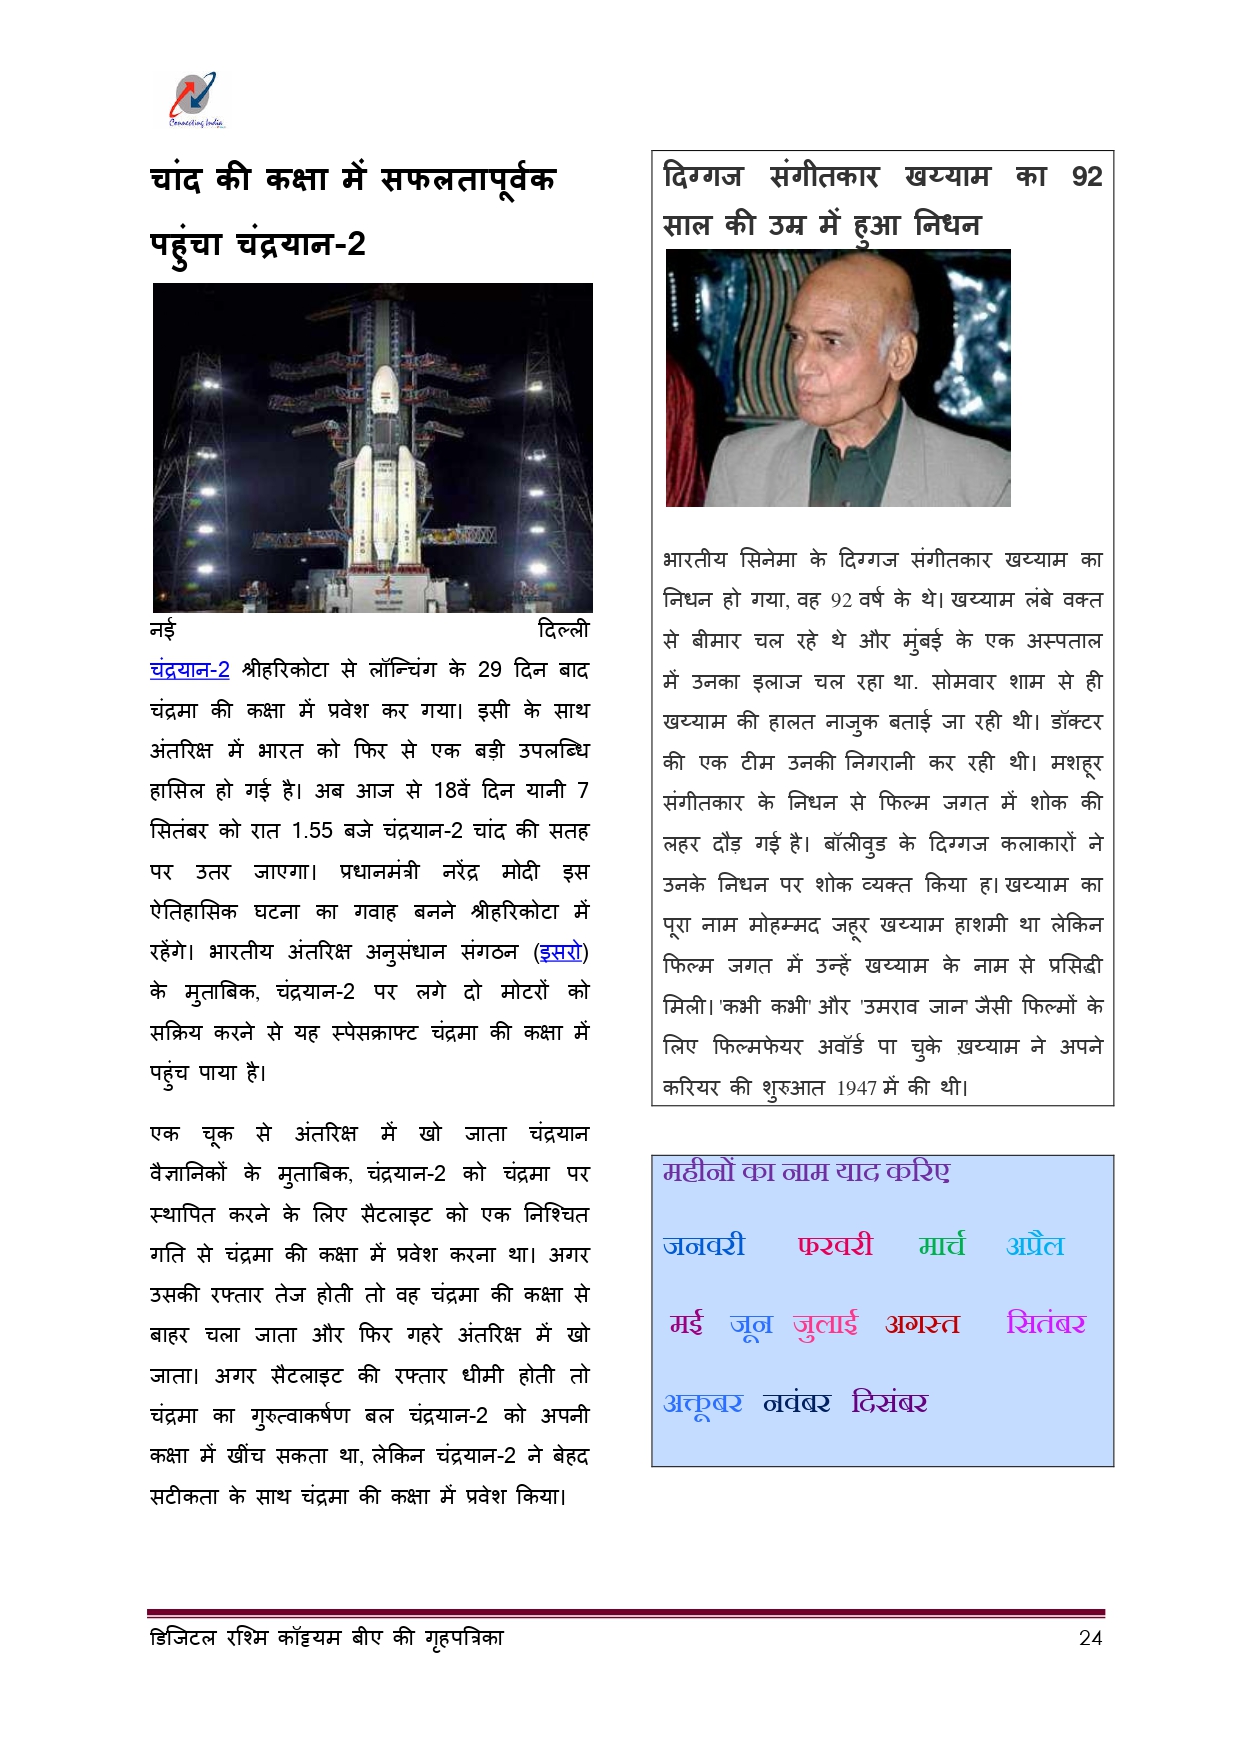 Connecting India
चांद की कक्षा में सफलतापूर्वक
पहुंचा चंद्रयान-2
नई दिल्ली
चंद्रयान-2 श्रीहरिकोटा से लॉन्चिंग के 29 दिन बाद
चंद्रमा की कक्षा में प्रवेश कर गया। इसी के साथ
अंतरिक्ष में भारत को फिर से एक बड़ी उपलब्धि
हासिल हो गई है। अब आज से 18वें दिन यानी 7
सितंबर को रात 1.55 बजे चंद्रयान-2 चांद की सतह
पर उतर जाएगा। प्रधानमंत्री नरेंद्र मोदी इस
ऐतिहासिक घटना का गवाह बनने श्रीहरिकोटा में
रहेंगे। भारतीय अंतरिक्ष अनुसंधान संगठन (इसरो)
के मुताबिक, चंद्रयान-2 पर लगे दो मोटरों को
सक्रिय करने से यह स्पेसक्राफ्ट चंद्रमा की कक्षा में
पहुंच पाया है।
एक चूक से अंतरिक्ष में खो जाता चंद्रयान
वैज्ञानिकों के मुताबिक, चंद्रयान-2 को चंद्रमा पर
स्थापित करने के लिए सैटलाइट को एक निश्चित
गति से चंद्रमा की कक्षा में प्रवेश करना था। अगर
उसकी रफ्तार तेज होती तो वह चंद्रमा की कक्षा से
बाहर चला जाता और फिर गहरे अंतरिक्ष में खो
जाता। अगर सैटलाइट की रफ्तार धीमी होती तो
चंद्रमा का गुरुत्वाकर्षण बल चंद्रयान-2 को अपनी
कक्षा में खींच सकता था, लेकिन चंद्रयान-2 ने बेहद
सटीकता के साथ चंद्रमा की कक्षा में प्रवेश किया।
दिग्गज संगीतकार खय्याम का 92
साल की उम्र में हुआ निधन
भारतीय सिनेमा के दिग्गज संगीतकार खय्याम का
निधन हो गया, वह 92 वर्ष के थे। खय्याम लंबे वक्त
से बीमार चल रहे थे और मुंबई के एक अस्पताल
में उनका इलाज चल रहा था. सोमवार शाम से ही
खय्याम की हालत नाजुक बताई जा रही थी। डॉक्टर
की एक टीम उनकी निगरानी कर रही थी। मशहूर
संगीतकार के निधन से फिल्म जगत में शोक की
लहर दौड़ गई है। बॉलीवुड के दिग्गज कलाकारों ने
उनके निधन पर शोक व्यक्त किया ह। खय्याम का
पूरा नाम मोहम्मद जहूर खय्याम हाशमी था लेकिन
फिल्म जगत में उन्हें खय्याम के नाम से प्रसिद्धी
मिली। 'कभी कभी' और 'उमराव जान' जैसी फिल्मों के
लिए फिल्मफेयर अवॉर्ड पा चुके ख़य्याम ने अपने
करियर की शुरुआत 1947 में की थी।
महीनों का नाम याद करिए
जनवरी फरवरी मार्च अप्रैल
मई जून जुलाई अगस्त सितंबर
अक्तूबर नवंबर दिसंबर
डिजिटल रश्मि कॉट्टयम बीए की गृहपत्रिका 24